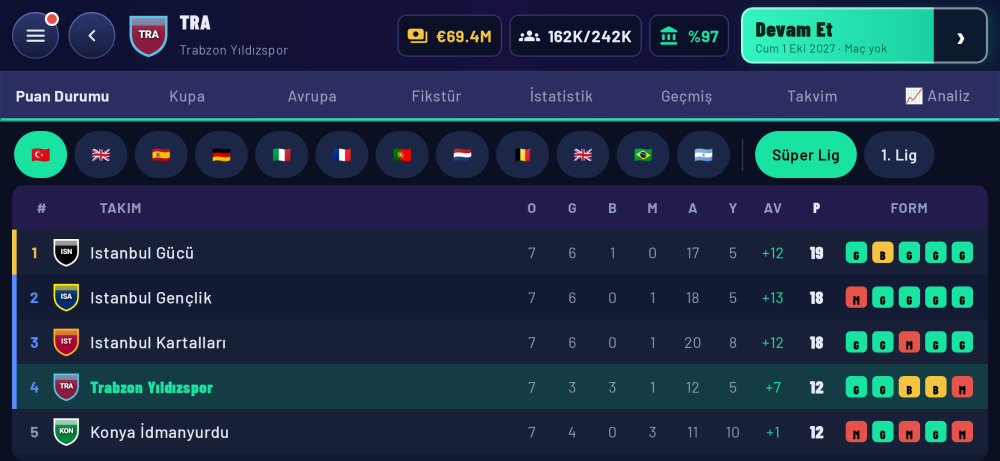 TRA
TRA
Trabzon Yıldızspor
€69.4M
162K/242K
%97
Devam Et
Cum 1 Eki 2027 · Maç yok
Puan Durumu Kupa Avrupa Fikstür İstatistik Geçmiş Takvim Analiz
Süper Lig 1. Lig
# TAKIM O G B M A Y AV P FORM
1 ISN Istanbul Gücü 7 6 1 0 17 5 +12 19 G B G G G
2 ISA Istanbul Gençlik 7 6 0 1 18 5 +13 18 M G G G G
3 IST Istanbul Kartalları 7 6 0 1 20 8 +12 18 G G M G G
4 TRA Trabzon Yıldızspor 7 3 3 1 12 5 +7 12 G G B B M
5 KON Konya İdmanyurdu 7 4 0 3 11 10 +1 12 M G M G M